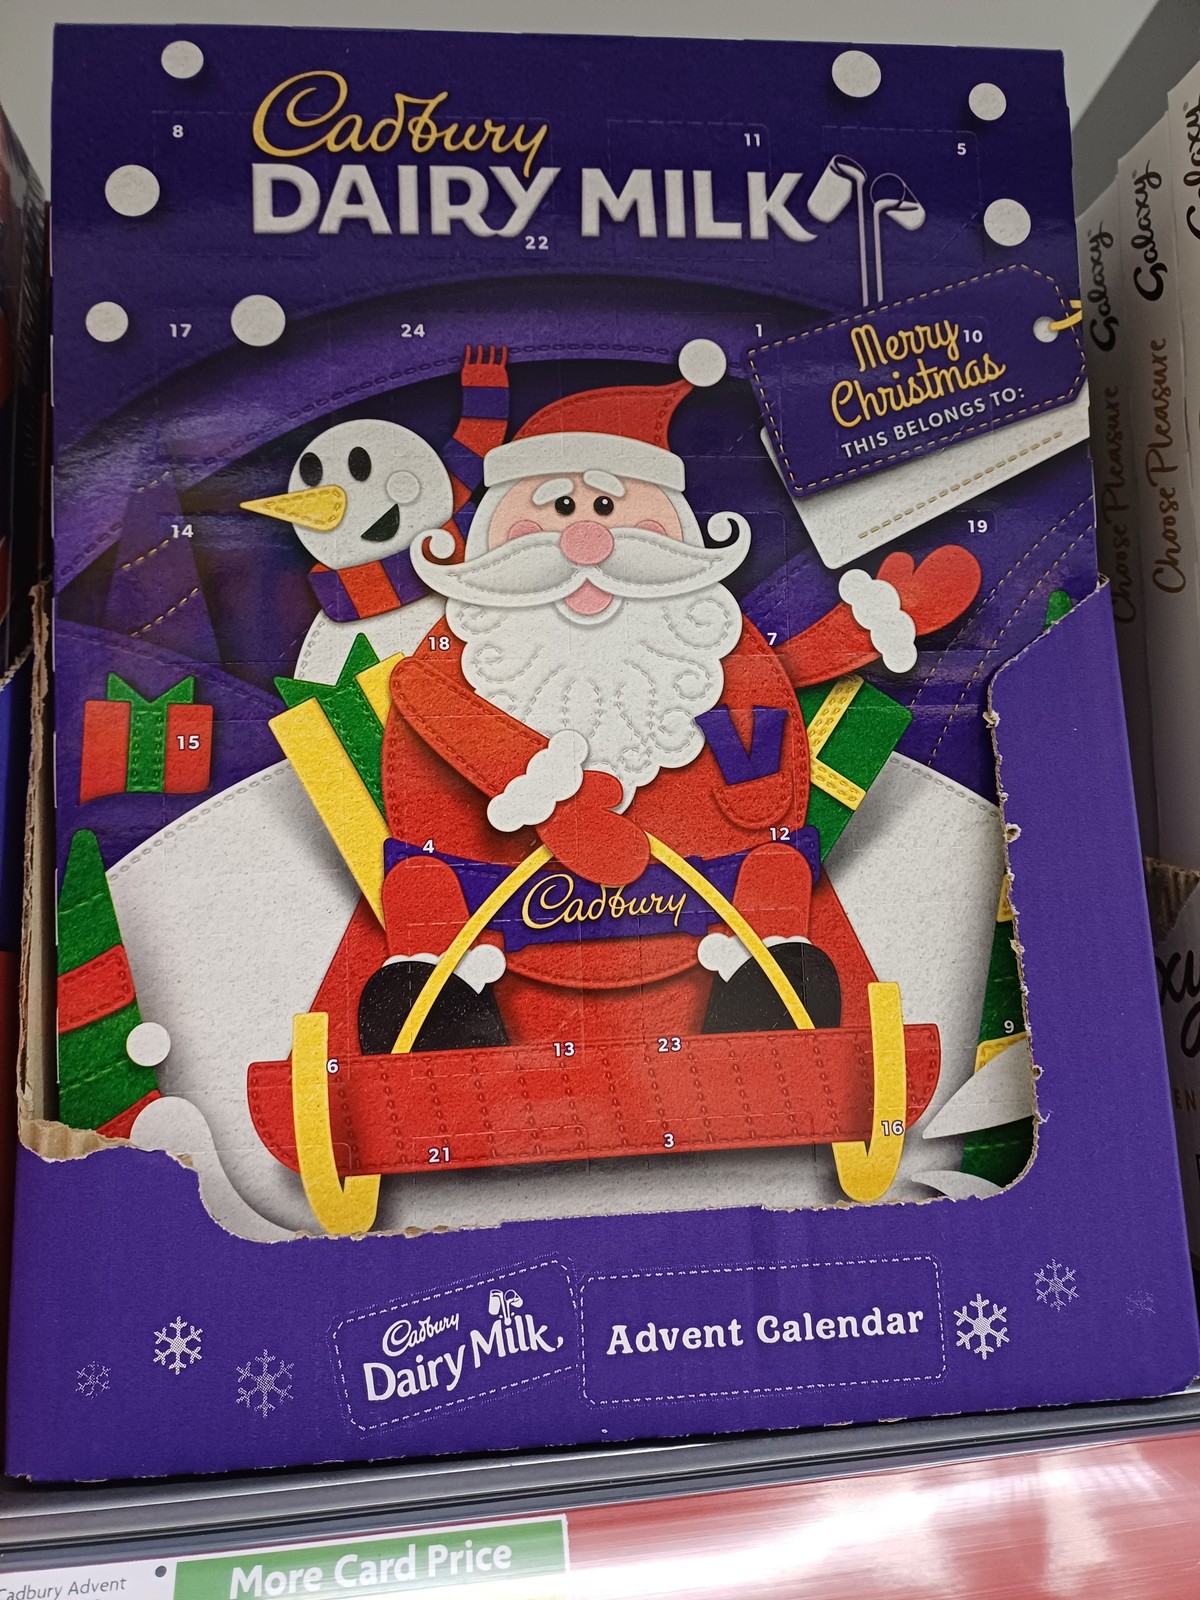 Cadbury
DAIRY MILK
8
11
5
22
17
24
1
10
Merry
Christmas
THIS BELONGS TO:
14
19
18
7
15
4
12
Cadbury
6
13
23
9
21
3
16
Cadbury
Dairy Milk
Advent Calendar
More Card Price
Cadbury Advent
Galaxy
Choose Pleasure
Galaxy
Choose Pleasure